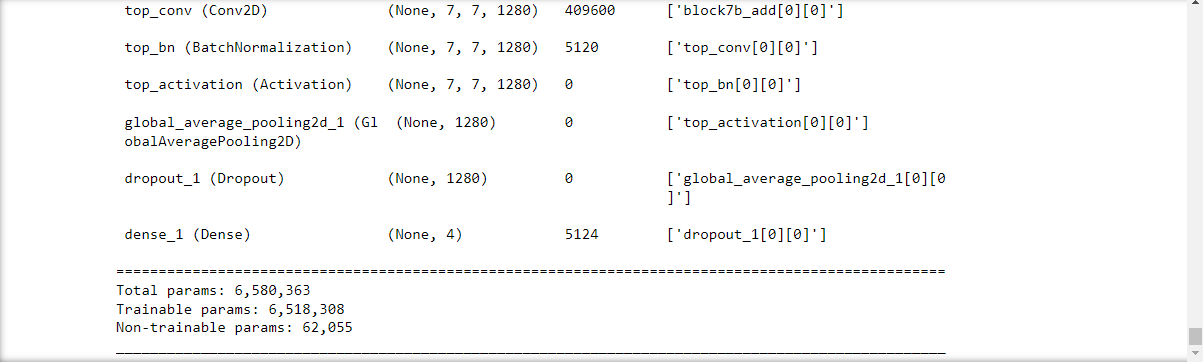 top_conv (Conv2D) (None, 7, 7, 1280) 409600 ['block7b_add[0][0]']
top_bn (BatchNormalization) (None, 7, 7, 1280) 5120 ['top_conv[0][0]']
top_activation (Activation) (None, 7, 7, 1280) 0 ['top_bn[0][0]']
global_average_pooling2d_1 (Gl (None, 1280) 0 ['top_activation[0][0]']
obalAveragePooling2D)
dropout_1 (Dropout) (None, 1280) 0 ['global_average_pooling2d_1[0][0
]']
dense_1 (Dense) (None, 4) 5124 ['dropout_1[0][0]']
==================================================================================================
Total params: 6,580,363
Trainable params: 6,518,308
Non-trainable params: 62,055
__________________________________________________________________________________________________